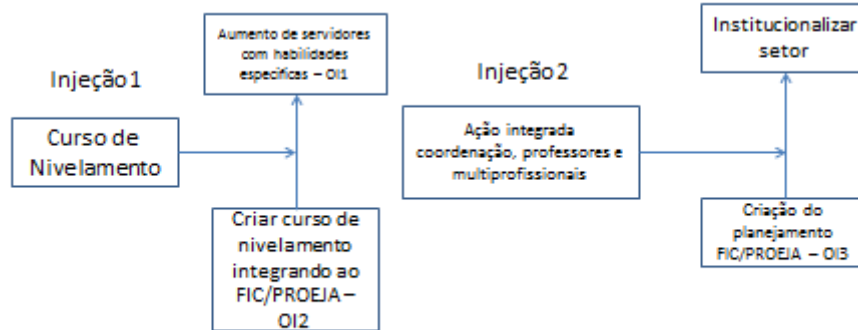 Aumento de servidores
com habilidades
específicas – OI1
Injeção 1
Curso de
Nivelamento
Criar curso de
nivelamento
integrando ao
FIC/PROEJA –
OI2
Institucionalizar
setor
Injeção 2
Ação integrada
coordenação, professores e
multiprofissionais
Criação do
planejamento
FIC/PROEJA – OI3